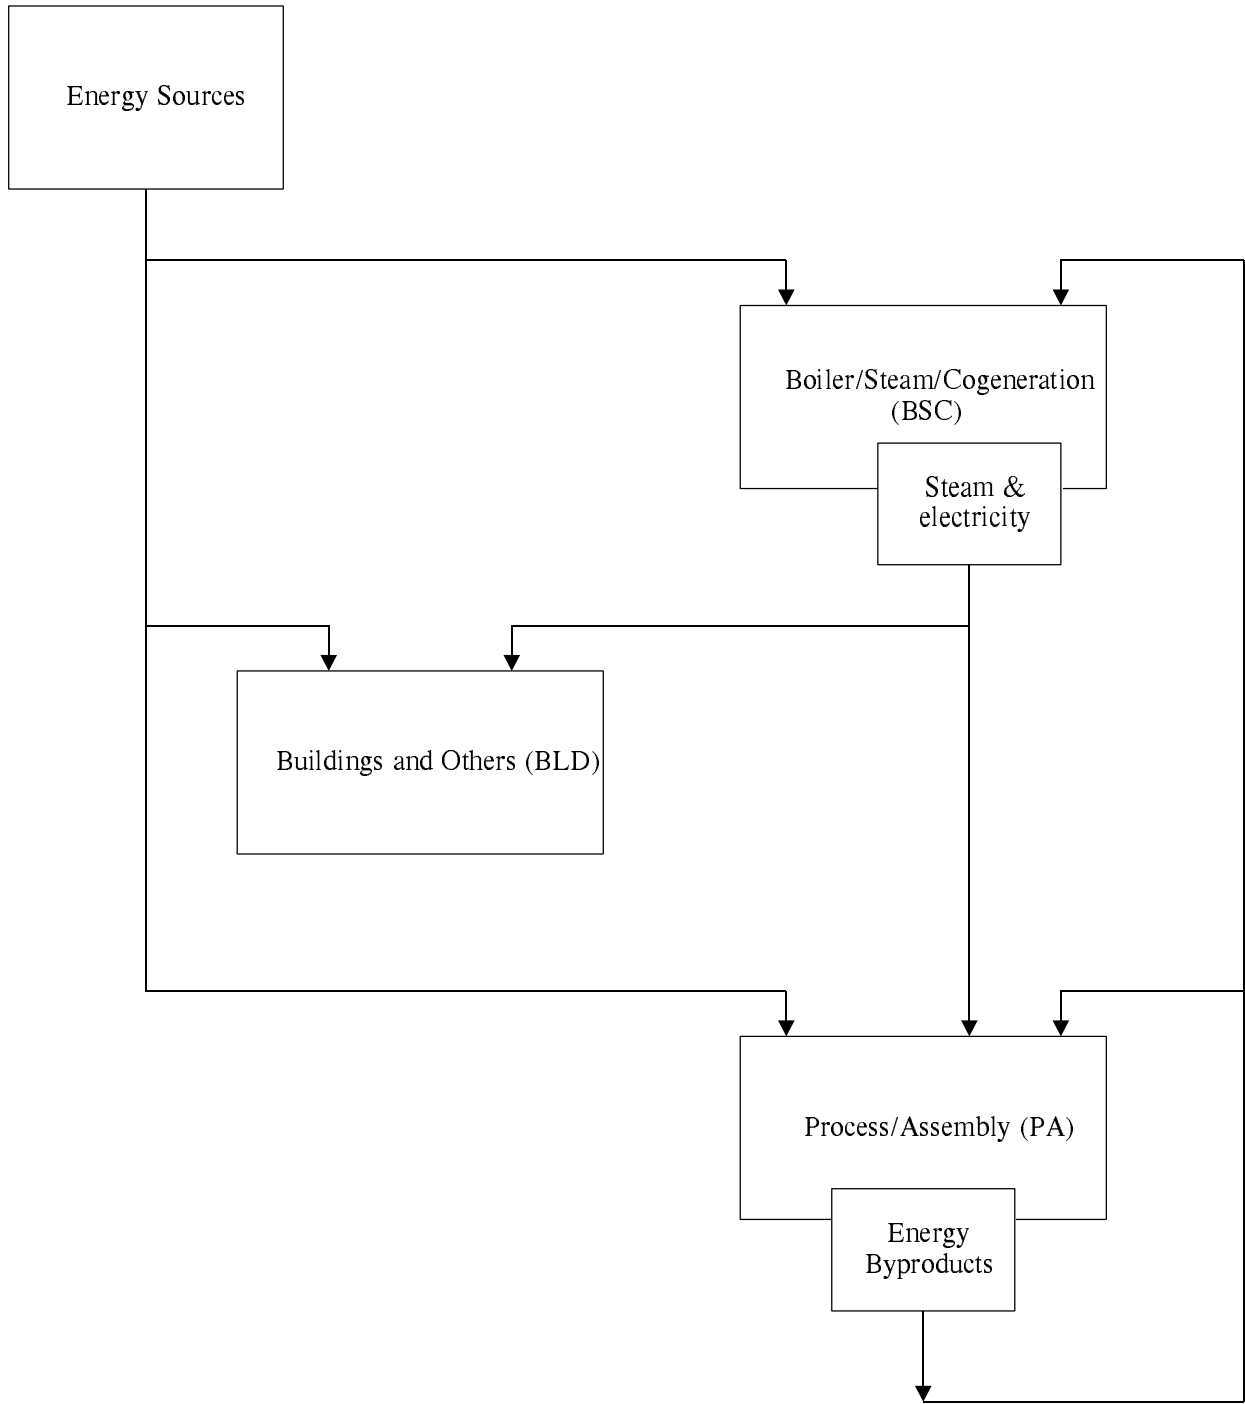 Energy Sources
Boiler/Steam/Cogeneration
(BSC)
Steam &
electricity
Buildings and Others (BLD)
Process/Assembly (PA)
Energy
Byproducts